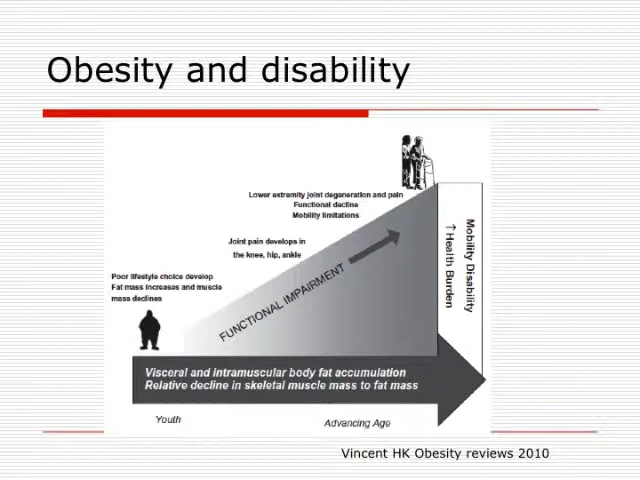 Obesity and disability
Lower extremity joint degeneration and pain
Functional decline
Mobility limitations
Joint pain develops in
the knee, hip, ankle
Poor lifestyle choice develop
Fat mass increases and muscle
mass declines
FUNCTIONAL IMPAIRMENT
Mobility Disability
↑ Health Burden
Visceral and intramuscular body fat accumulation
Relative decline in skeletal muscle mass to fat mass
Youth
Advancing Age
Vincent HK Obesity reviews 2010